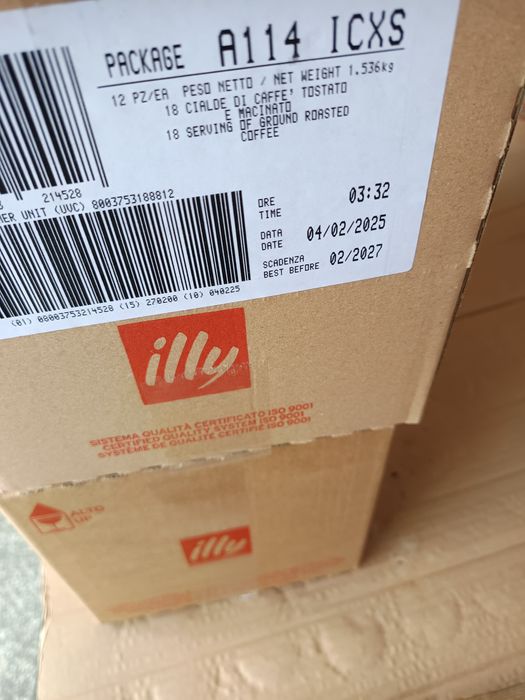 PACKAGE A114 ICXS
12 PZ/EA PESO NETTO / NET WEIGHT 1.536kg
18 CIALDE DI CAFFE' TOSTATO
E MACINATO
18 SERVING OF GROUND ROASTED
COFFEE
214528
UNIT (UVC) 8003753188812
ORE
TIME
03:32
DATA
DATE
04/02/2025
SCADENZA
BEST BEFORE
02/2027
(01) 08003753214528 (15) 270200 (10) 040225
illy
SISTEMA QUALITÀ CERTIFICATO ISO 9001
CERTIFIED QUALITY SYSTEM ISO 9001
SYSTÈME DE QUALITÉ CERTIFIÉ ISO 9001
ALTO
UP
illy